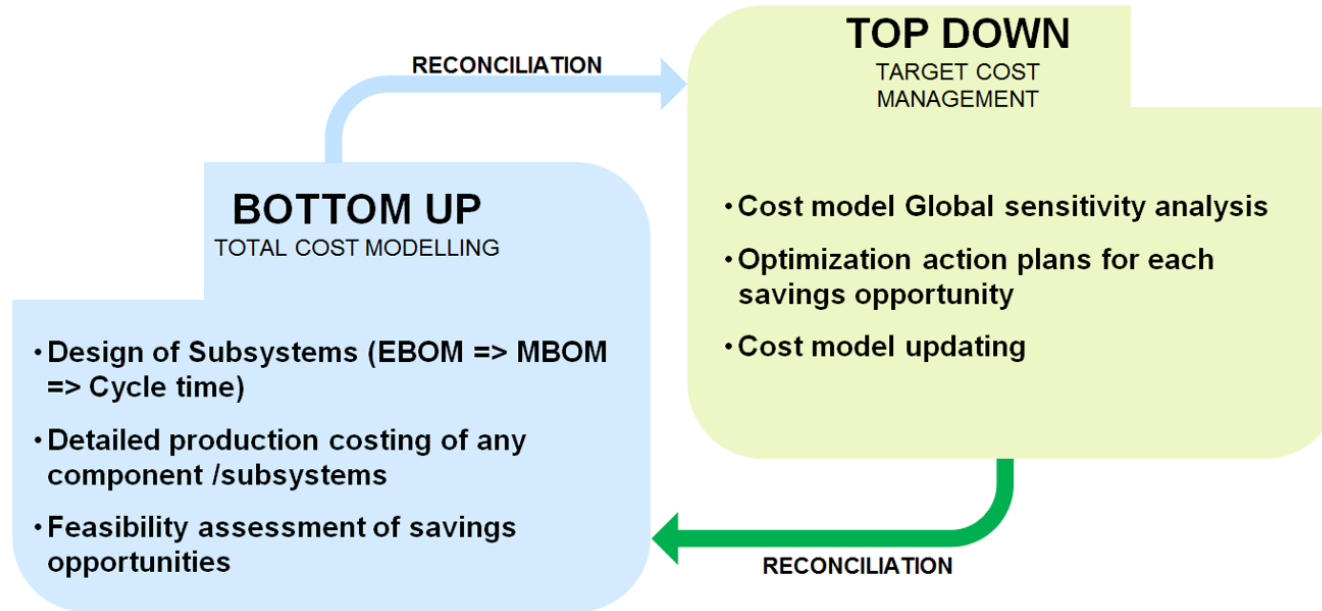 RECONCILIATION
TOP DOWN
TARGET COST
MANAGEMENT
• Cost model Global sensitivity analysis
• Optimization action plans for each
savings opportunity
• Cost model updating
BOTTOM UP
TOTAL COST MODELLING
• Design of Subsystems (EBOM => MBOM
=> Cycle time)
• Detailed production costing of any
component /subsystems
• Feasibility assessment of savings
opportunities
RECONCILIATION